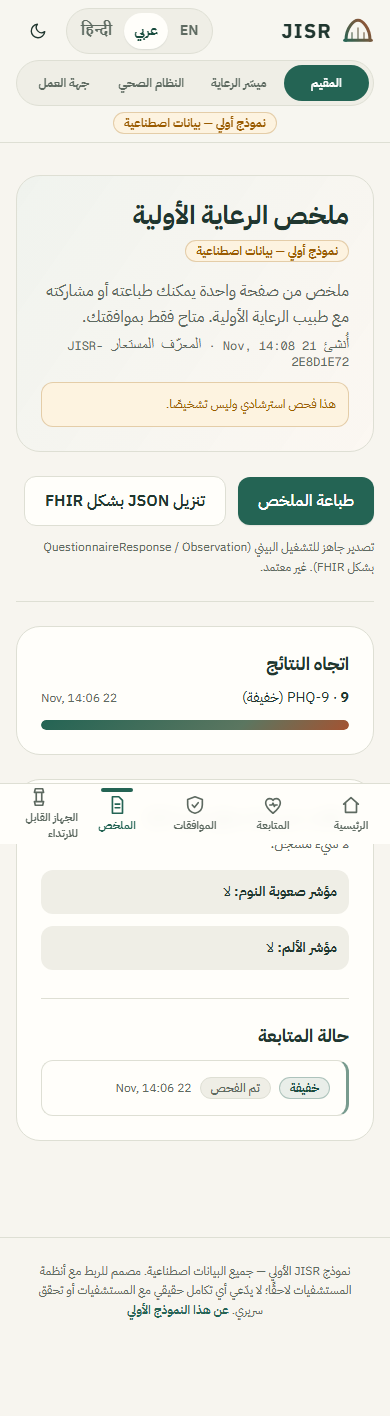 JISR
EN
عربي
हिन्दी
المقيم
ميسّر الرعاية
النظام الصحي
جهة العمل
نموذج أولي — بيانات اصطناعية
ملخص الرعاية الأولية
نموذج أولي — بيانات اصطناعية
ملخص من صفحة واحدة يمكنك طباعته أو مشاركته
مع طبيب الرعاية الأولية. متاح فقط بموافقتك.
أُنشئ 21 Nov, 14:08 · المعرّف المستعار JISR-
2E8D1E72
هذا فحص استرشادي وليس تشخيصًا.
طباعة الملخص
تنزيل JSON بشكل FHIR
تصدير جاهز للتشغيل البيني (QuestionnaireResponse / Observation
بشكل FHIR). غير معتمد.
اتجاه النتائج
PHQ-9 · 9 (خفيفة)
22 Nov, 14:06
الرئيسية
المتابعة
الموافقات
الملخص
الجهاز القابل
للارتداء
لا شيء مسجل.
مؤشر صعوبة النوم: لا
مؤشر الألم: لا
حالة المتابعة
خفيفة
تم الفحص
22 Nov, 14:06
نموذج JISR الأولي — جميع البيانات اصطناعية. مصمم للربط مع أنظمة
المستشفيات لاحقًا؛ لا يدّعي أي تكامل حقيقي مع المستشفيات أو تحقق
سريري. عن هذا النموذج الأولي